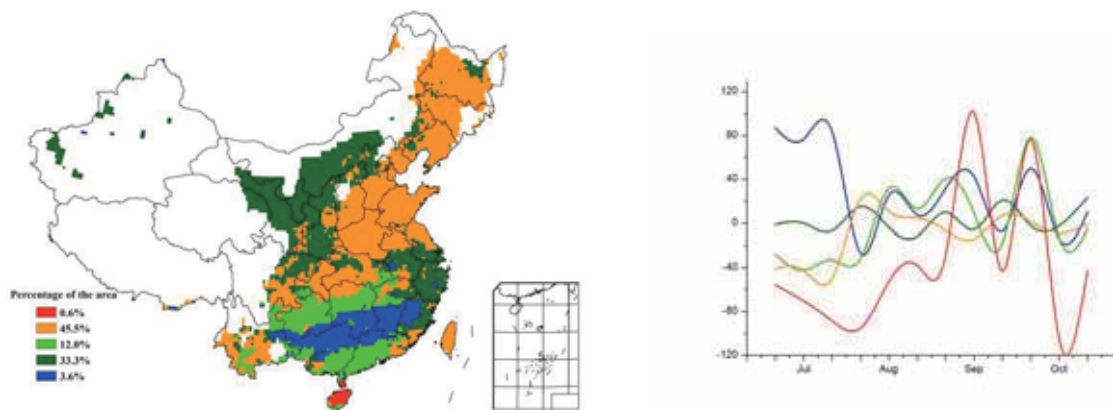 Percentage of the area
0.6%
45.5%
12.0%
33.3%
3.6%
120
80
40
0
-40
-80
-120
Jul
Aug
Sep
Oct